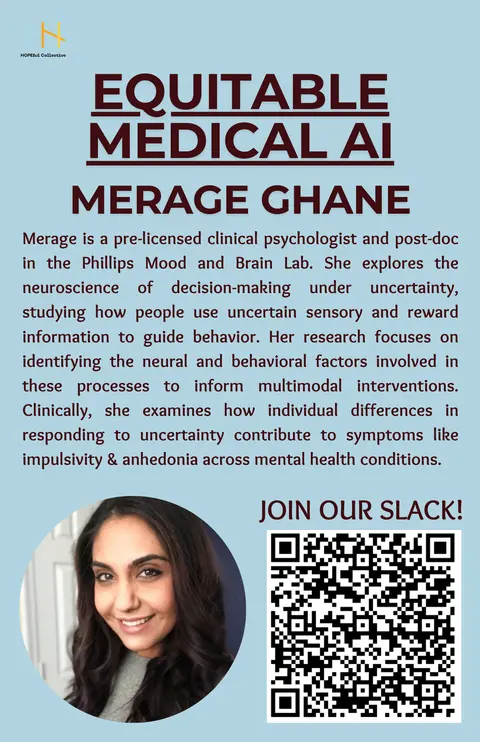 HOPEful Collective
EQUITABLE
MEDICAL AI
MERAGE GHANE
Merage is a pre-licensed clinical psychologist and post-doc
in the Phillips Mood and Brain Lab. She explores the
neuroscience of decision-making under uncertainty,
studying how people use uncertain sensory and reward
information to guide behavior. Her research focuses on
identifying the neural and behavioral factors involved in
these processes to inform multimodal interventions.
Clinically, she examines how individual differences in
responding to uncertainty contribute to symptoms like
impulsivity & anhedonia across mental health conditions.
JOIN OUR SLACK!